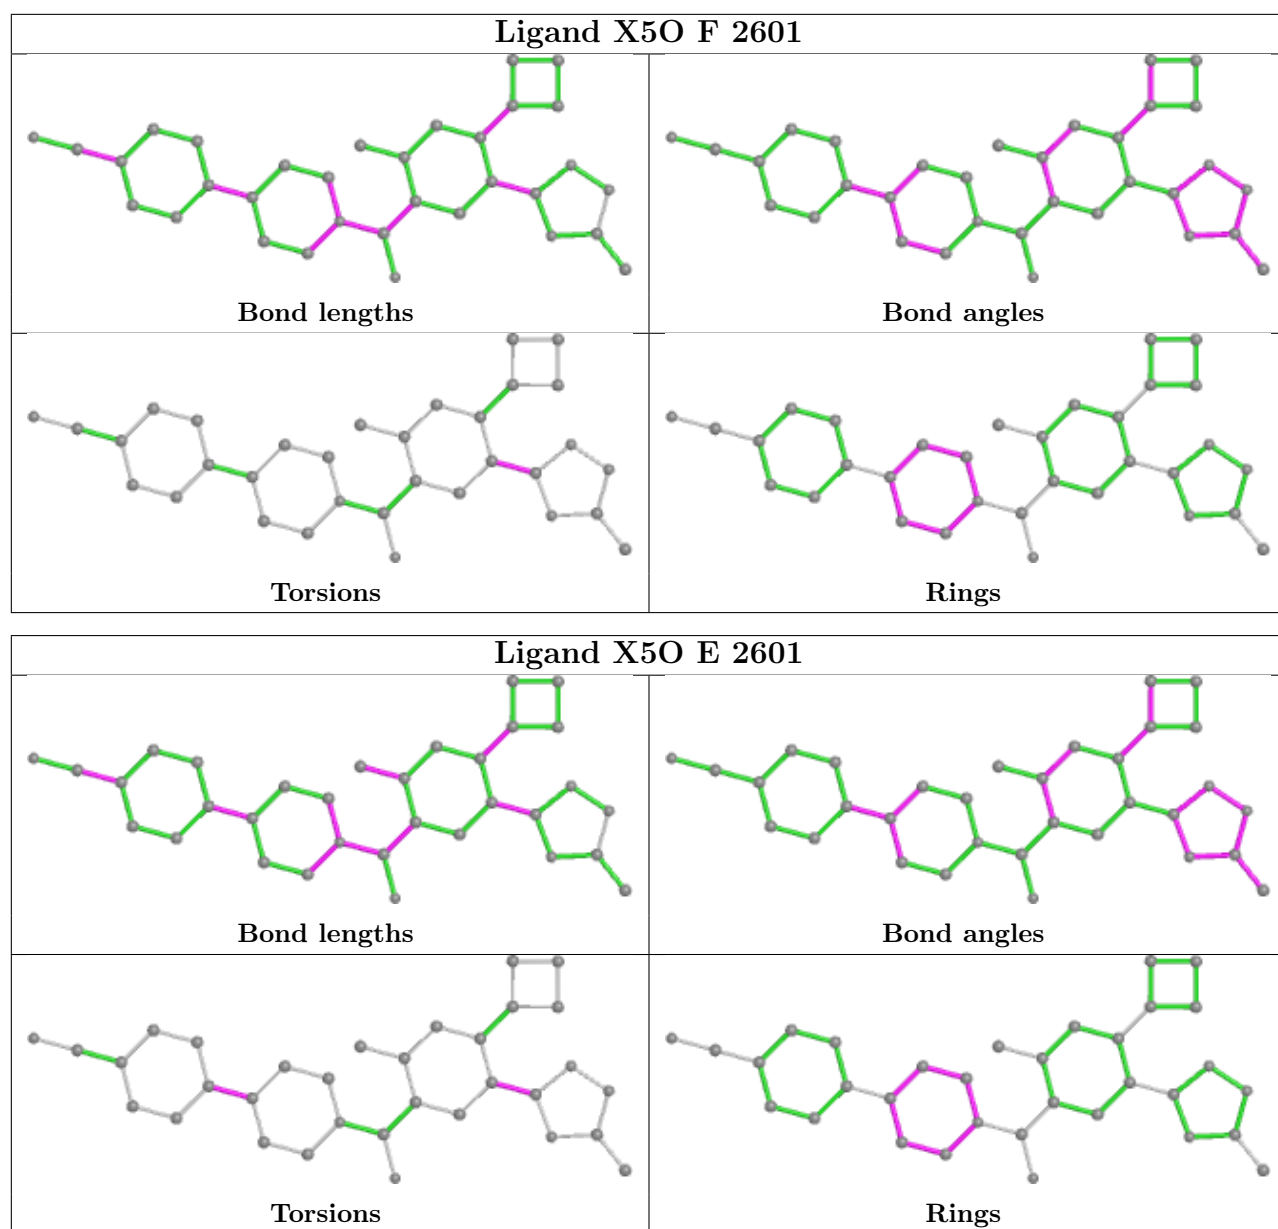 Ligand X5O F 2601
Bond lengths
Bond angles
Torsions
Rings
Ligand X5O E 2601
Bond lengths
Bond angles
Torsions
Rings